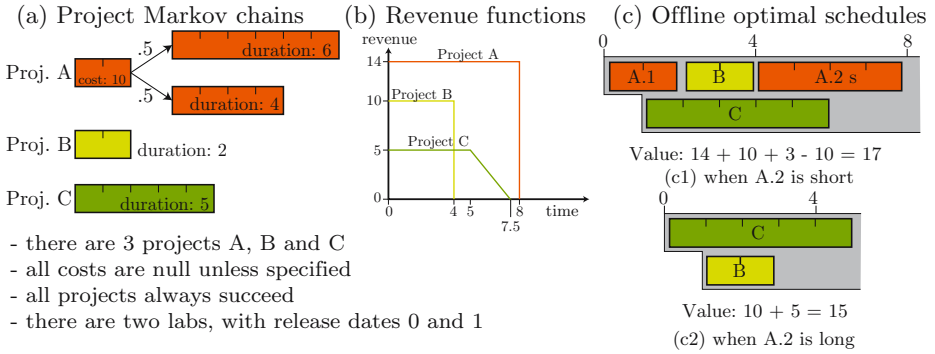 (a) Project Markov chains
Proj. A
cost: 10
.5
.5
duration: 6
duration: 4
Proj. B
duration: 2
Proj. C
duration: 5
- there are 3 projects A, B and C
- all costs are null unless specified
- all projects always succeed
- there are two labs, with release dates 0 and 1
(b) Revenue functions
revenue
14
Project A
10
Project B
5
Project C
0
0 4 5 7.5 8
time
(c) Offline optimal schedules
0 4 8
A.1 B A.2 s
C
Value: 14 + 10 + 3 - 10 = 17
(c1) when A.2 is short
0 4
C
B
Value: 10 + 5 = 15
(c2) when A.2 is long